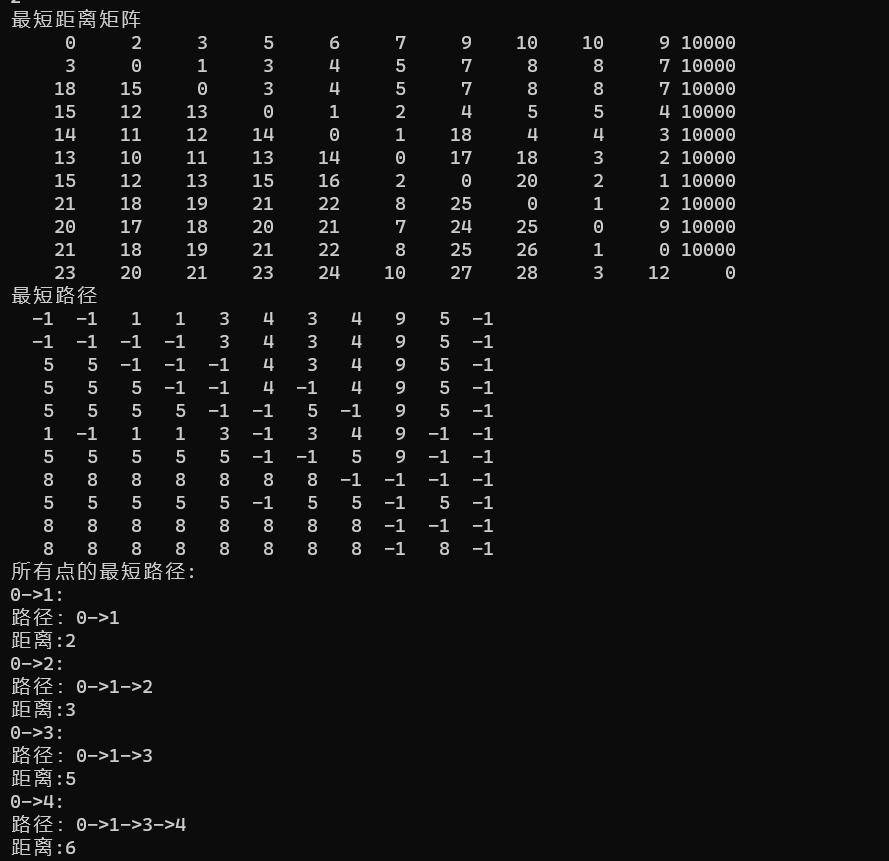 最短距离矩阵
0 2 3 5 6 7 9 10 10 9 10000
3 0 1 3 4 5 7 8 8 7 10000
18 15 0 3 4 5 7 8 8 7 10000
15 12 13 0 1 2 4 5 5 4 10000
14 11 12 14 0 1 18 4 4 3 10000
13 10 11 13 14 0 17 18 3 2 10000
15 12 13 15 16 2 0 20 2 1 10000
21 18 19 21 22 8 25 0 1 2 10000
20 17 18 20 21 7 24 25 0 9 10000
21 18 19 21 22 8 25 26 1 0 10000
23 20 21 23 24 10 27 28 3 12 0
最短路径
-1 -1 1 1 3 4 3 4 9 5 -1
-1 -1 -1 -1 3 4 3 4 9 5 -1
5 5 -1 -1 -1 4 3 4 9 5 -1
5 5 5 -1 -1 4 -1 4 9 5 -1
5 5 5 5 -1 -1 5 -1 9 5 -1
1 -1 1 1 3 -1 3 4 9 -1 -1
5 5 5 5 5 -1 -1 5 9 -1 -1
8 8 8 8 8 8 8 -1 -1 -1 -1
5 5 5 5 5 -1 5 5 -1 5 -1
8 8 8 8 8 8 8 8 -1 -1 -1
8 8 8 8 8 8 8 8 -1 8 -1
所有点的最短路径:
0->1:
路径: 0->1
距离:2
0->2:
路径: 0->1->2
距离:3
0->3:
路径: 0->1->3
距离:5
0->4:
路径: 0->1->3->4
距离:6